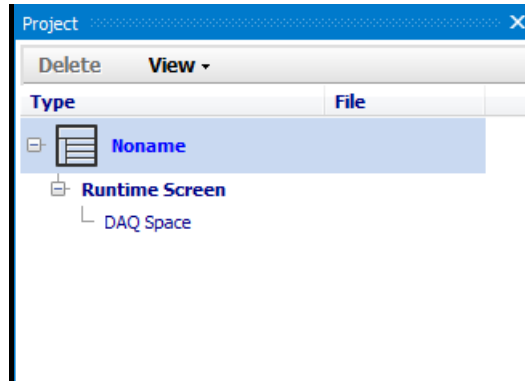 Project
Delete View
Type File
Noname
Runtime Screen
DAQ Space